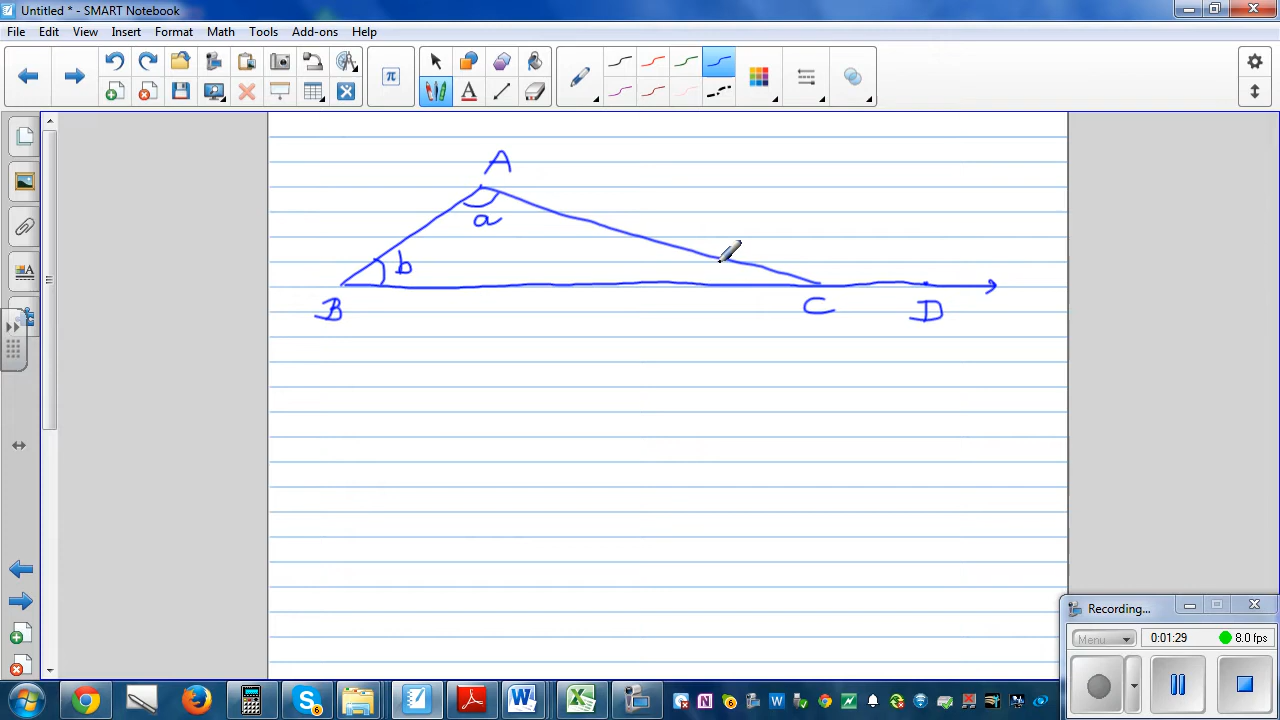 Untitled * - SMART Notebook
File Edit View Insert Format Math Tools Add-ons Help
π
A
A
a
b
B
C
D
Recording...
Menu
0:01:29
8.0 fps